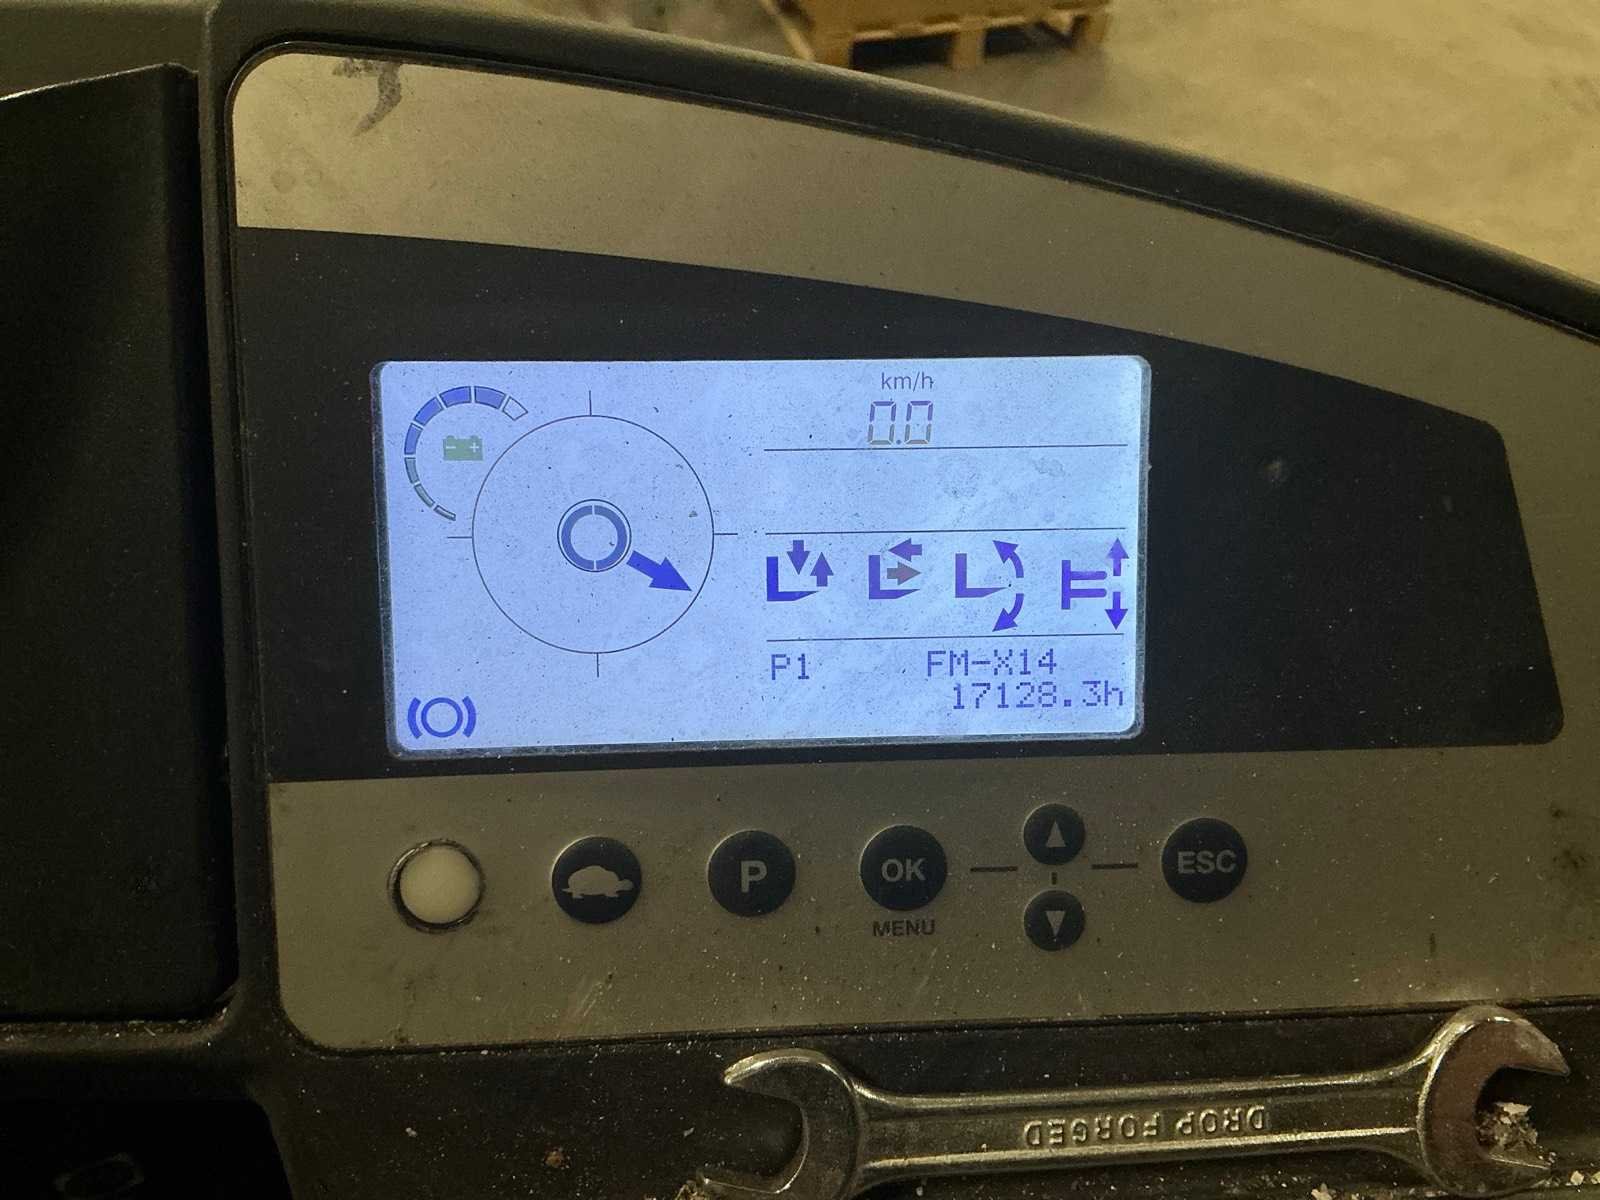 km/h
0.0
P1 FM-X14
17128.3h
P OK ESC
MENU
DROP FORGED